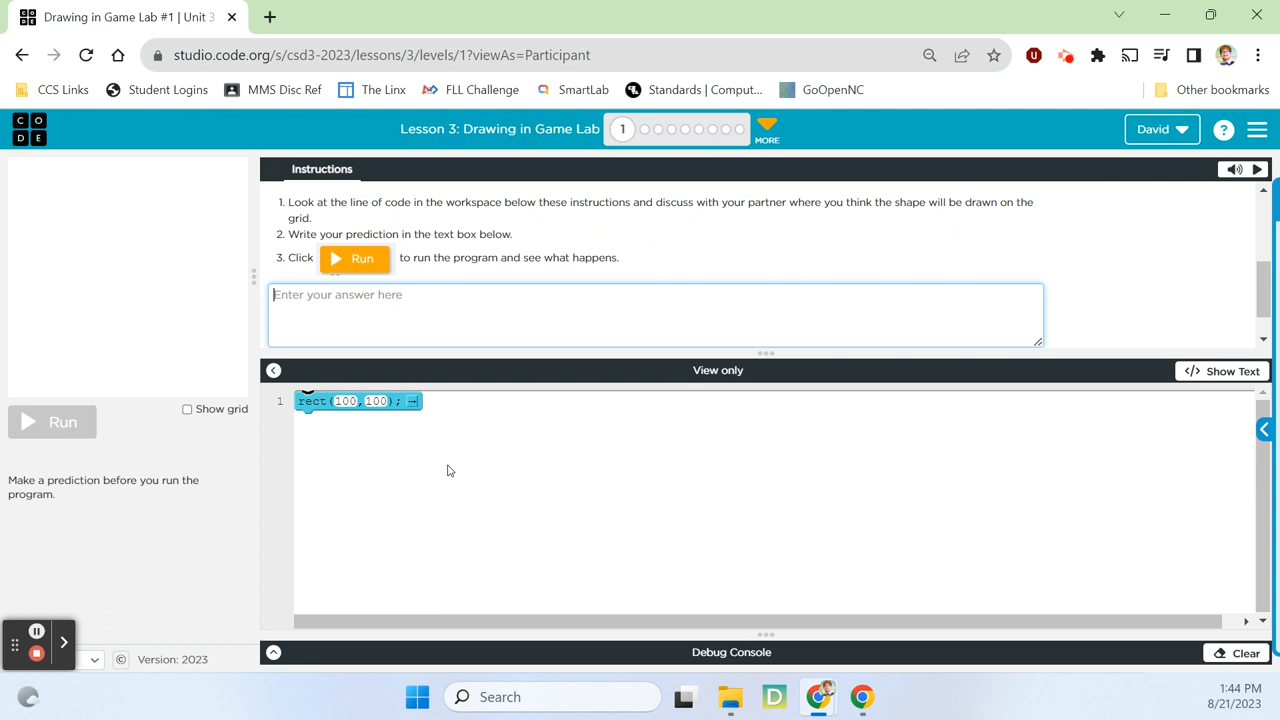 Drawing in Game Lab #1 | Unit 3
studio.code.org/s/csd3-2023/lessons/3/levels/1?viewAs=Participant
CCS Links Student Logins MMS Disc Ref The Linx FLL Challenge SmartLab Standards | Comput... GoOpenNC Other bookmarks
CODE
Lesson 3: Drawing in Game Lab 1 MORE David ?
Instructions
1. Look at the line of code in the workspace below these instructions and discuss with your partner where you think the shape will be drawn on the
grid.
2. Write your prediction in the text box below.
3. Click Run to run the program and see what happens.
Enter your answer here
View only
</> Show Text
1 rect(100,100);
Show grid
Run
Make a prediction before you run the
program.
© Version: 2023
Debug Console
Clear
Search
1:44 PM
8/21/2023